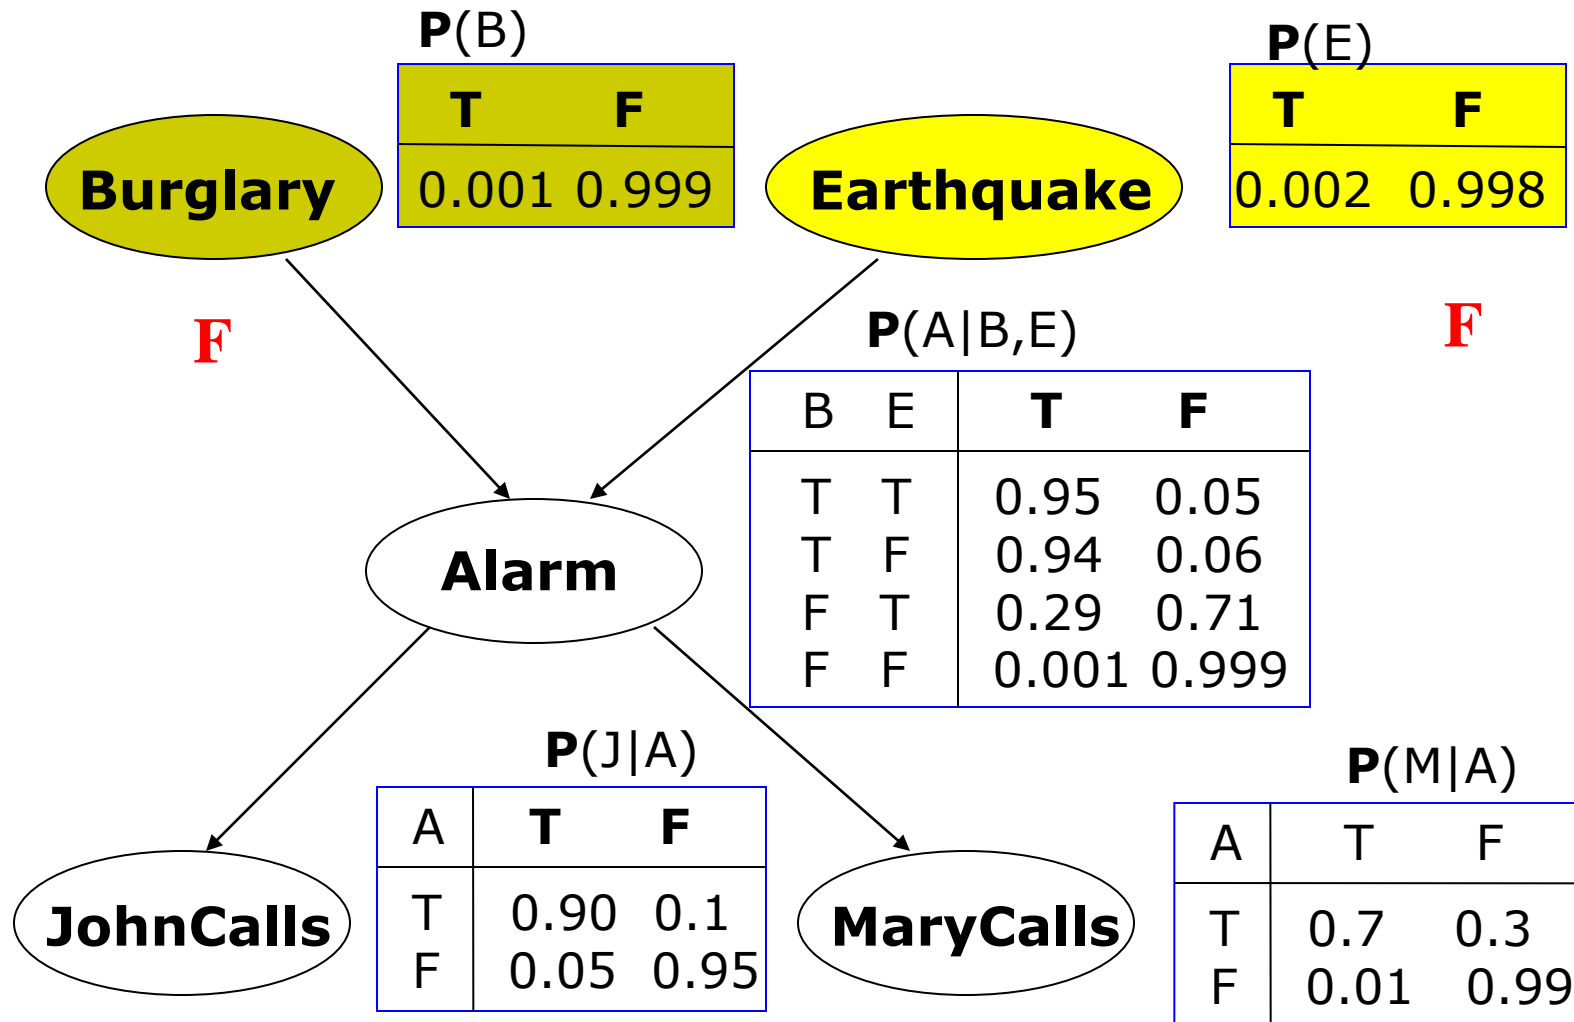 P(B)
T F
0.001 0.999
Burglary
P(E)
T F
0.002 0.998
Earthquake
F
F
P(A|B,E)
B E T F
T T 0.95 0.05
T F 0.94 0.06
F T 0.29 0.71
F F 0.001 0.999
Alarm
P(J|A)
A T F
T 0.90 0.1
F 0.05 0.95
JohnCalls
P(M|A)
A T F
T 0.7 0.3
F 0.01 0.99
MaryCalls